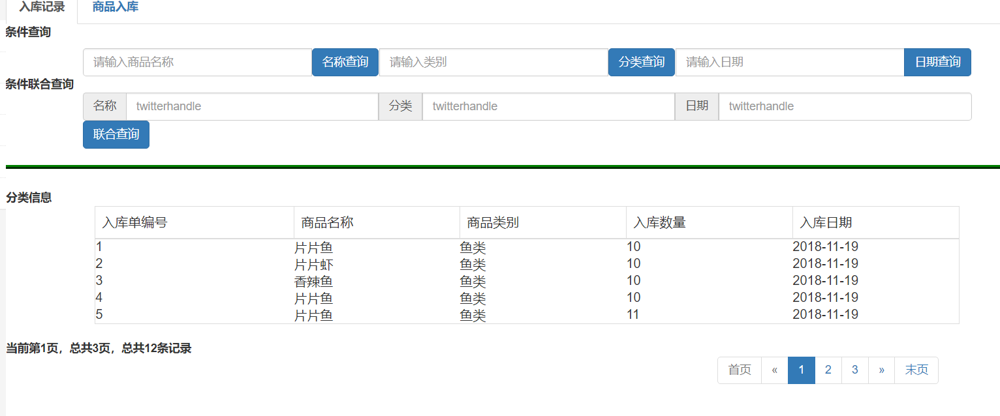 入库记录 商品入库
条件查询
请输入商品名称 名称查询 请输入类别 分类查询 请输入日期 日期查询
条件联合查询
名称 twitterhandle 分类 twitterhandle 日期 twitterhandle
联合查询
分类信息
入库单编号 商品名称 商品类别 入库数量 入库日期
1 片片鱼 鱼类 10 2018-11-19
2 片片虾 鱼类 10 2018-11-19
3 香辣鱼 鱼类 10 2018-11-19
4 片片鱼 鱼类 10 2018-11-19
5 片片鱼 鱼类 11 2018-11-19
当前第1页，总共3页，总共12条记录
首页 « 1 2 3 » 末页